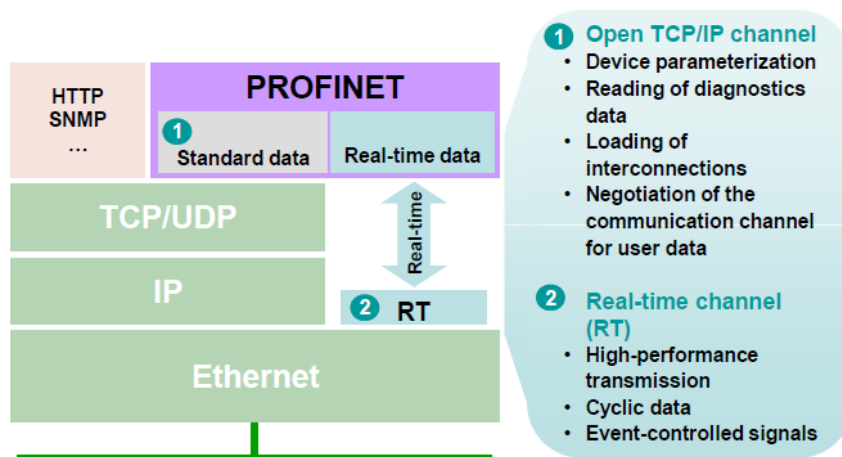 HTTP
SNMP
...
PROFINET
1
Standard data
Real-time data
TCP/UDP
IP
Real-time
2 RT
Ethernet
1 Open TCP/IP channel
• Device parameterization
• Reading of diagnostics
data
• Loading of
interconnections
• Negotiation of the
communication channel
for user data
2 Real-time channel
(RT)
• High-performance
transmission
• Cyclic data
• Event-controlled signals